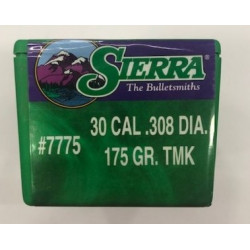 SIERRA®
The Bulletsmiths
#7775
30 CAL .308 DIA.
175 GR. TMK